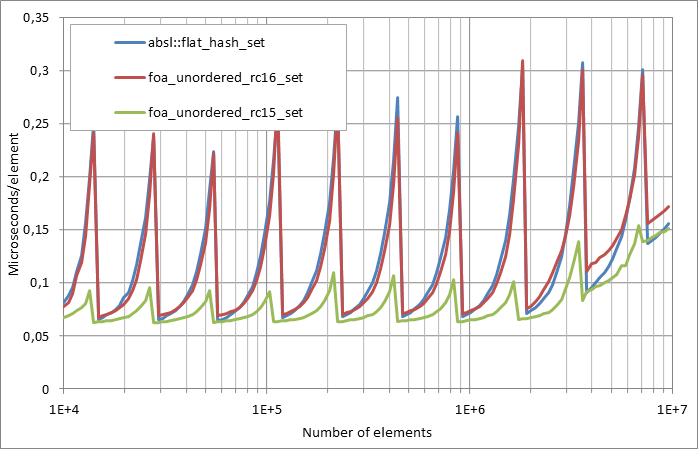 0,35
0,3
0,25
0,2
0,15
0,1
0,05
0
Microseconds/element
absl::flat_hash_set
foa_unordered_rc16_set
foa_unordered_rc15_set
1E+4
1E+5
1E+6
1E+7
Number of elements